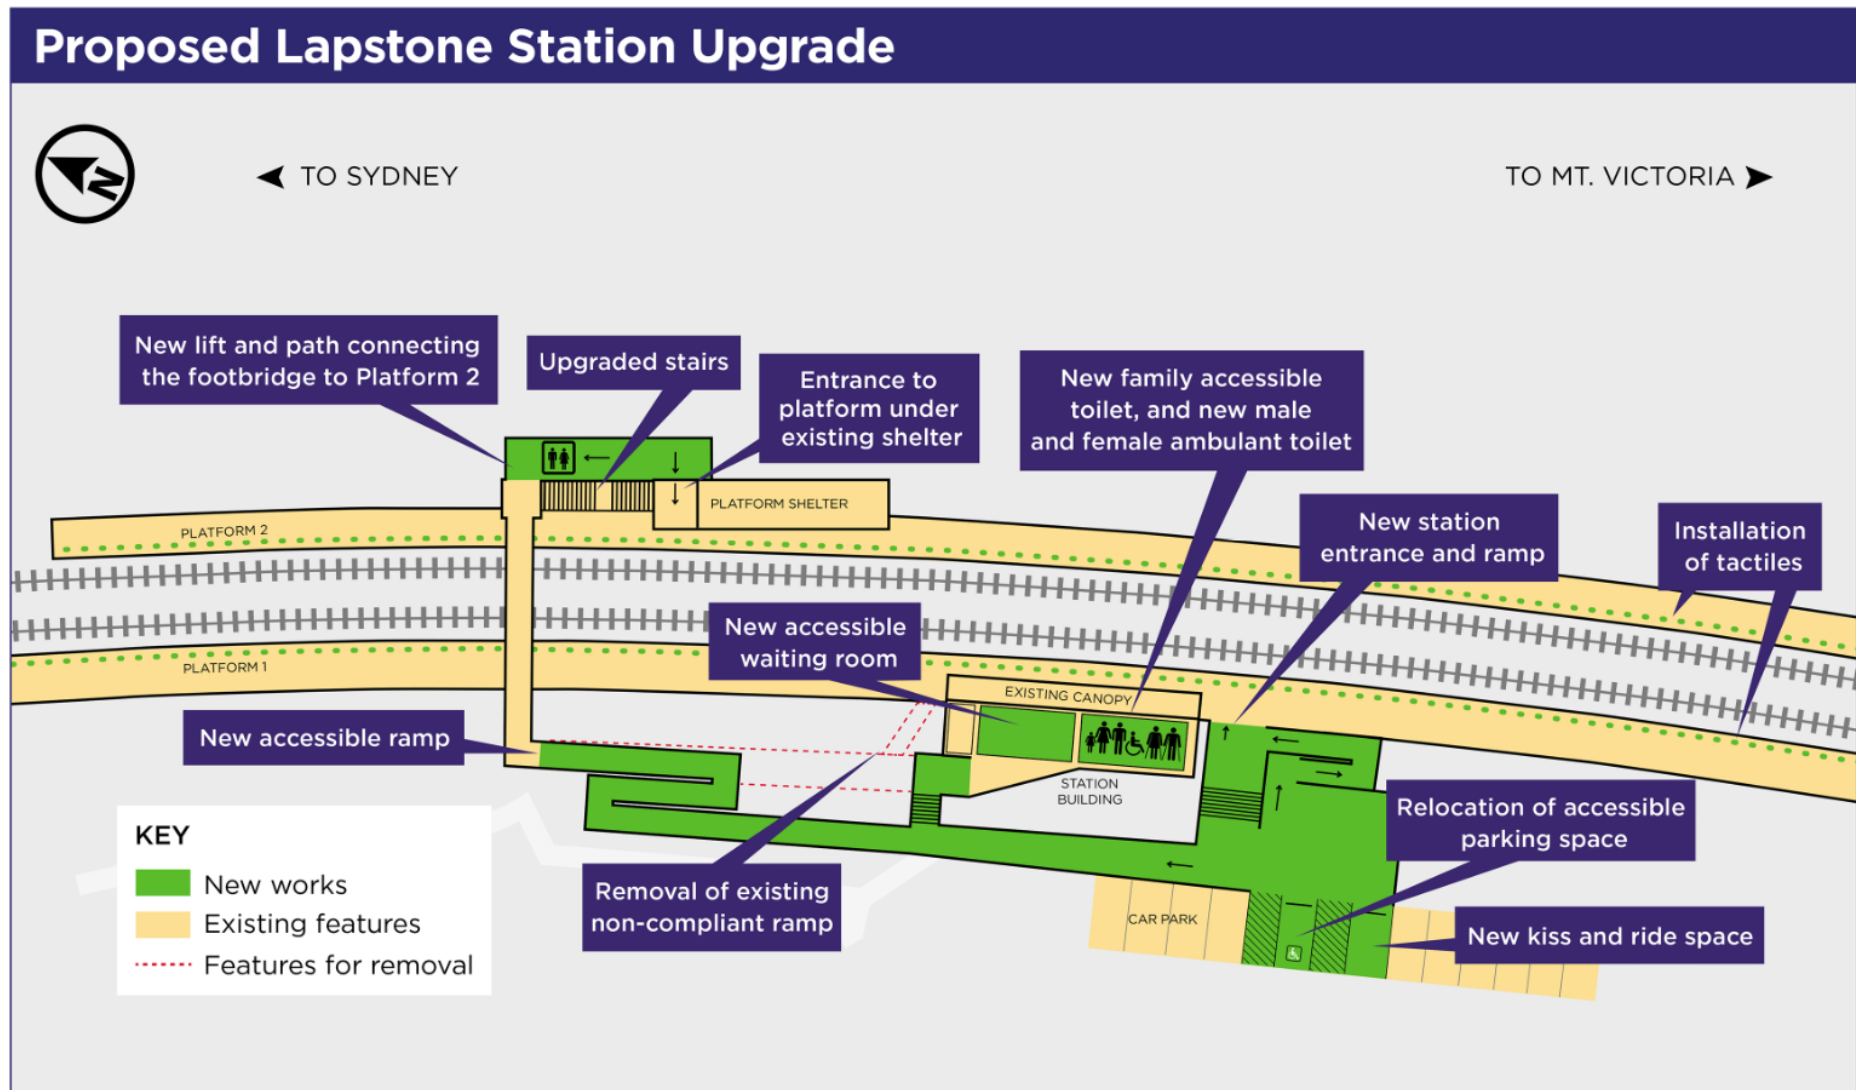 Proposed Lapstone Station Upgrade
N
TO SYDNEY
TO MT. VICTORIA
New lift and path connecting
the footbridge to Platform 2
Upgraded stairs
Entrance to
platform under
existing shelter
New family accessible
toilet, and new male
and female ambulant toilet
PLATFORM SHELTER
PLATFORM 2
New station
entrance and ramp
Installation
of tactiles
New accessible
waiting room
PLATFORM 1
EXISTING CANOPY
New accessible ramp
STATION
BUILDING
Relocation of accessible
parking space
KEY
New works
Existing features
Features for removal
Removal of existing
non-compliant ramp
CAR PARK
New kiss and ride space